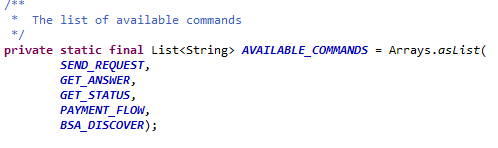 /**
 *  The list of available commands
 */
private static final List<String> AVAILABLE_COMMANDS = Arrays.asList(
        SEND_REQUEST,
        GET_ANSWER,
        GET_STATUS,
        PAYMENT_FLOW,
        BSA_DISCOVER);